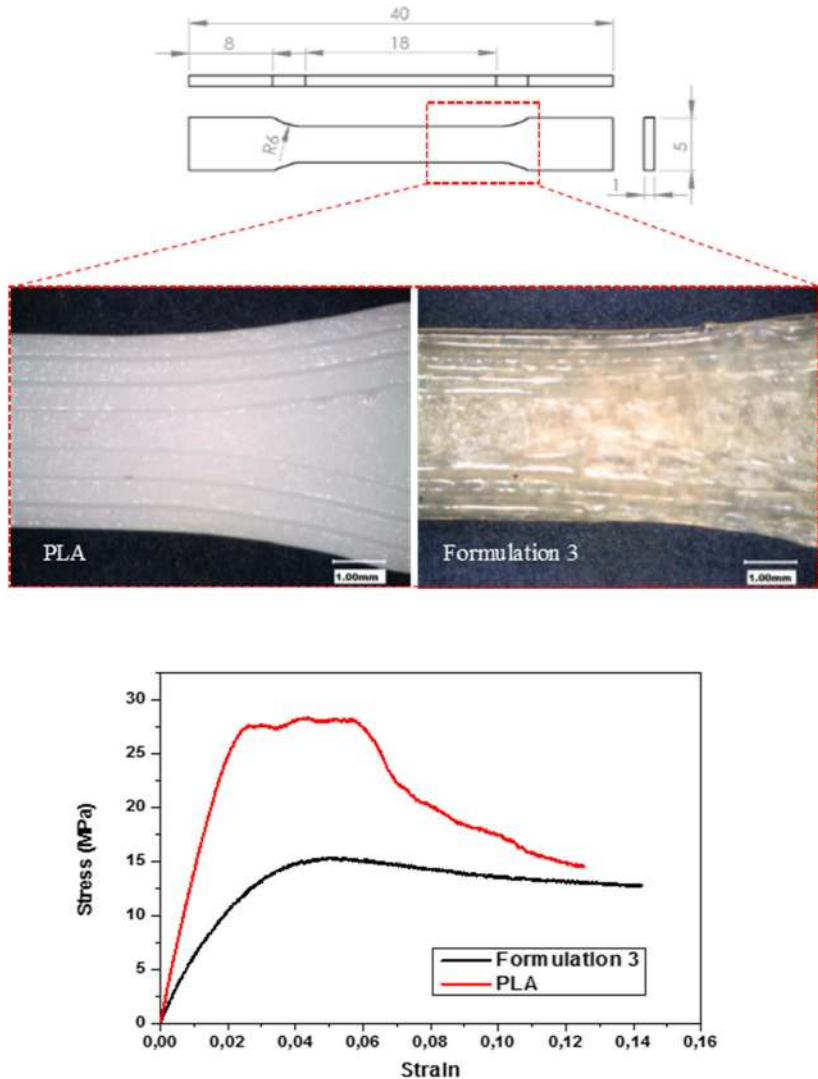 40
8
18
R6
5
1
PLA
1.00mm
Formulation 3
1.00mm
30
25
20
15
10
5
0
Stress (MPa)
Formulation 3
PLA
0,00 0,02 0,04 0,06 0,08 0,10 0,12 0,14 0,16
Strain